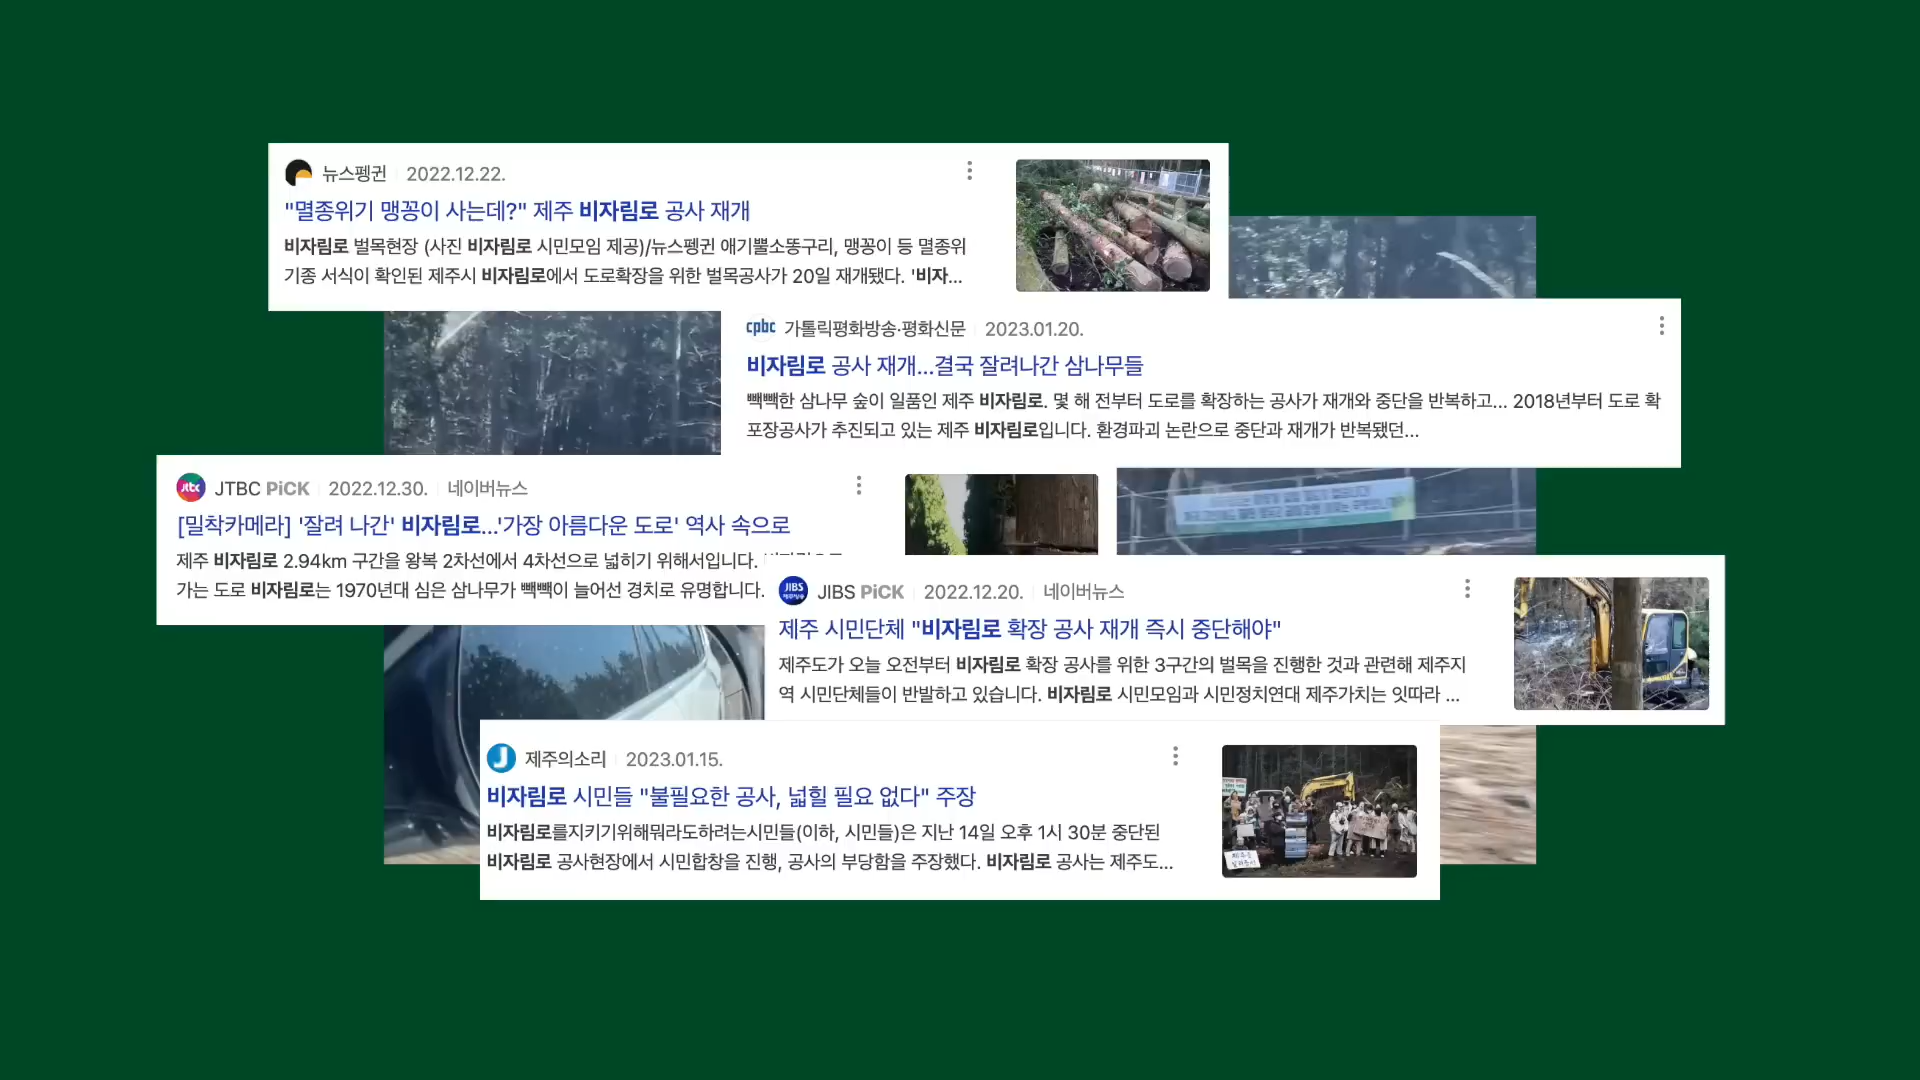 뉴스펭귄 2022.12.22.
"멸종위기 맹꽁이 사는데?" 제주 비자림로 공사 재개
비자림로 벌목현장 (사진 비자림로 시민모임 제공)/뉴스펭귄 애기뿔소똥구리, 맹꽁이 등 멸종위
기종 서식이 확인된 제주시 비자림로에서 도로확장을 위한 벌목공사가 20일 재개됐다. '비자...
cpbc 가톨릭평화방송·평화신문 2023.01.20.
비자림로 공사 재개...결국 잘려나간 삼나무들
빽빽한 삼나무 숲이 일품인 제주 비자림로. 몇 해 전부터 도로를 확장하는 공사가 재개와 중단을 반복하고... 2018년부터 도로 확
포장공사가 추진되고 있는 제주 비자림로입니다. 환경파괴 논란으로 중단과 재개가 반복됐던...
Jtbc JTBC PiCK 2022.12.30. 네이버뉴스
[밀착카메라] '잘려 나간' 비자림로...'가장 아름다운 도로' 역사 속으로
제주 비자림로 2.94km 구간을 왕복 2차선에서 4차선으로 넓히기 위해서입니다.
가는 도로 비자림로는 1970년대 심은 삼나무가 빽빽이 늘어선 경치로 유명합니다.
JIBS JIBS PiCK 2022.12.20. 네이버뉴스
제주 시민단체 "비자림로 확장 공사 재개 즉시 중단해야"
제주도가 오늘 오전부터 비자림로 확장 공사를 위한 3구간의 벌목을 진행한 것과 관련해 제주지
역 시민단체들이 반발하고 있습니다. 비자림로 시민모임과 시민정치연대 제주가치는 잇따라 ...
J 제주의소리 2023.01.15.
비자림로 시민들 "불필요한 공사, 넓힐 필요 없다" 주장
비자림로를지키기위해뭐라도하려는시민들(이하, 시민들)은 지난 14일 오후 1시 30분 중단된
비자림로 공사현장에서 시민합창을 진행, 공사의 부당함을 주장했다. 비자림로 공사는 제주도...